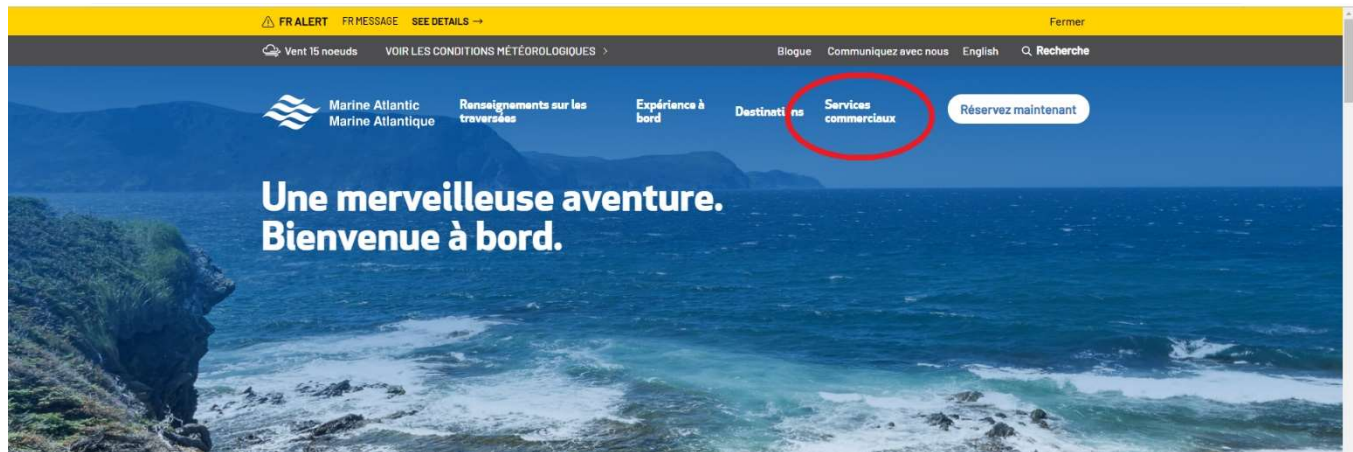 FR ALERT FR MESSAGE SEE DETAILS →
Fermer
Vent 15 noeuds VOIR LES CONDITIONS MÉTÉOROLOGIQUES >
Blogue Communiquez avec nous English Recherche
Marine Atlantic
Marine Atlantique
Renseignements sur les
traversées
Expérience à
bord
Destinations
Services
commerciaux
Réservez maintenant
Une merveilleuse aventure.
Bienvenue à bord.